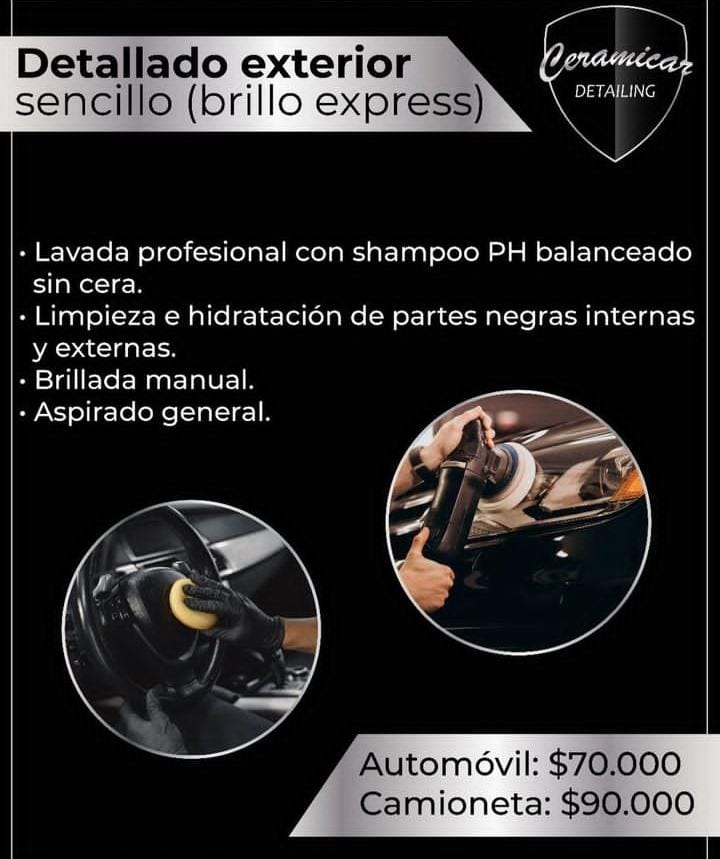 Detallado exterior
sencillo (brillo express)
Ceramicar
DETAILING
• Lavada profesional con shampoo PH balanceado
sin cera.
• Limpieza e hidratación de partes negras internas
y externas.
• Brillada manual.
• Aspirado general.
Automóvil: $70.000
Camioneta: $90.000